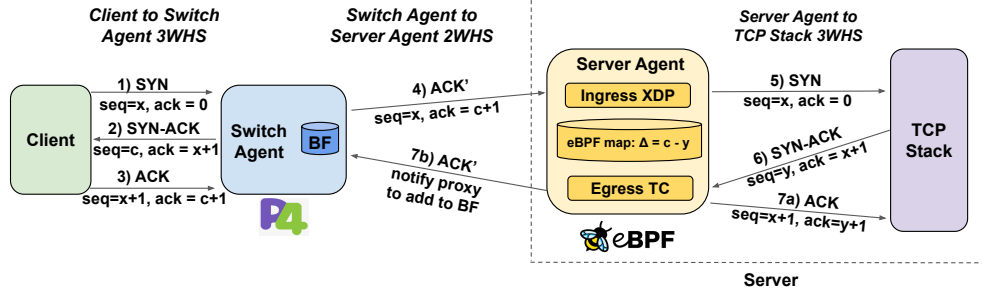 Client to Switch
Agent 3WHS
Switch Agent to
Server Agent 2WHS
Server Agent to
TCP Stack 3WHS
Client
1) SYN
seq=x, ack = 0
2) SYN-ACK
seq=c, ack = x+1
3) ACK
seq=x+1, ack = c+1
Switch
Agent
BF
P4
4) ACK'
seq=x, ack = c+1
7b) ACK'
notify proxy
to add to BF
Server Agent
Ingress XDP
eBPF map: Δ = c - y
Egress TC
eBPF
5) SYN
seq=x, ack = 0
6) SYN-ACK
seq=y, ack = x+1
7a) ACK
seq=x+1, ack=y+1
TCP
Stack
Server